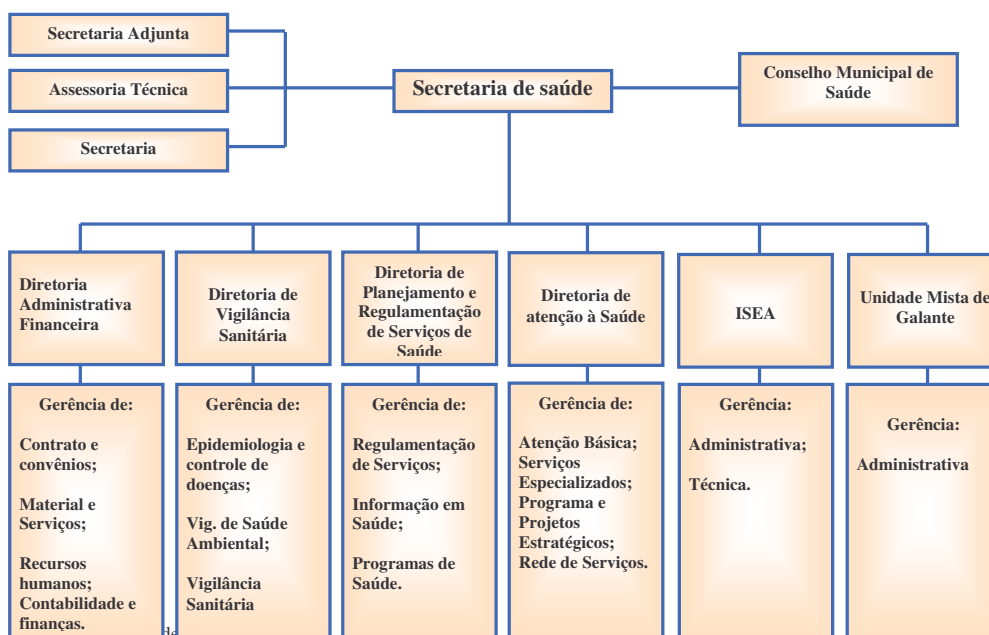 Secretaria Adjunta
Assessoria Técnica
Secretaria
Secretaria de saúde
Conselho Municipal de
Saúde
Diretoria
Administrativa
Financeira
Diretoria de
Vigilância
Sanitária
Diretoria de
Planejamento e
Regulamentação
de Serviços de
Saúde
Diretoria de
atenção à Saúde
ISEA
Unidade Mista de
Galante
Gerência de:
Contrato e
convênios;
Material e
Serviços;
Recursos
humanos;
Contabilidade e
finanças.
Gerência de:
Epidemiologia e
controle de
doenças;
Vig. de Saúde
Ambiental;
Vigilância
Sanitária
Gerência de:
Regulamentação
de Serviços;
Informação em
Saúde;
Programas de
Saúde.
Gerência de:
Atenção Básica;
Serviços
Especializados;
Programa e
Projetos
Estratégicos;
Rede de Serviços.
Gerência:
Administrativa;
Técnica.
Gerência:
Administrativa